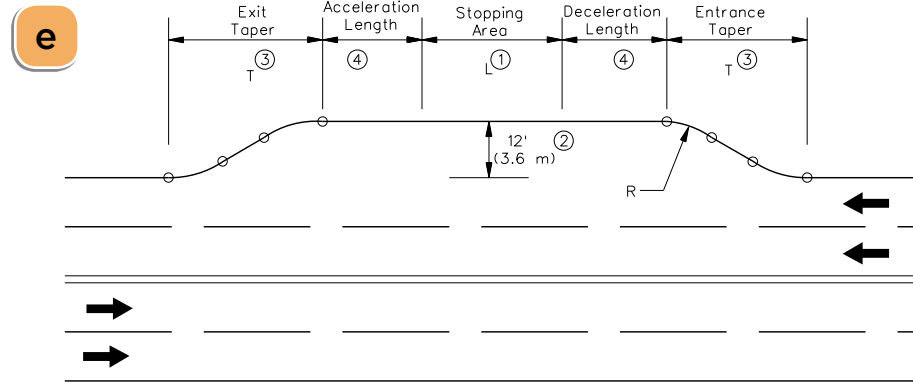 e
Exit
Taper
T ③
Acceleration
Length
④
Stopping
Area
L ①
Deceleration
Length
④
Entrance
Taper
T ③
12' ②
(3.6 m)
R